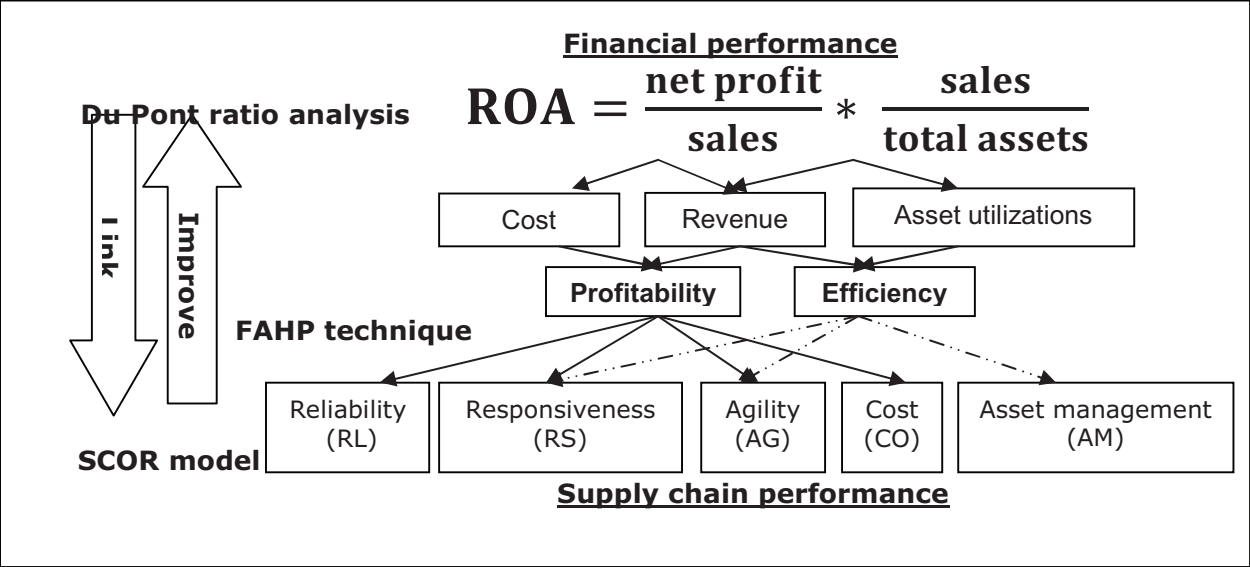 Financial performance
Du Pont ratio analysis
ROA = net profit / sales * sales / total assets
Link
Improve
Cost
Revenue
Asset utilizations
Profitability
Efficiency
FAHP technique
Reliability
(RL)
Responsiveness
(RS)
Agility
(AG)
Cost
(CO)
Asset management
(AM)
SCOR model
Supply chain performance